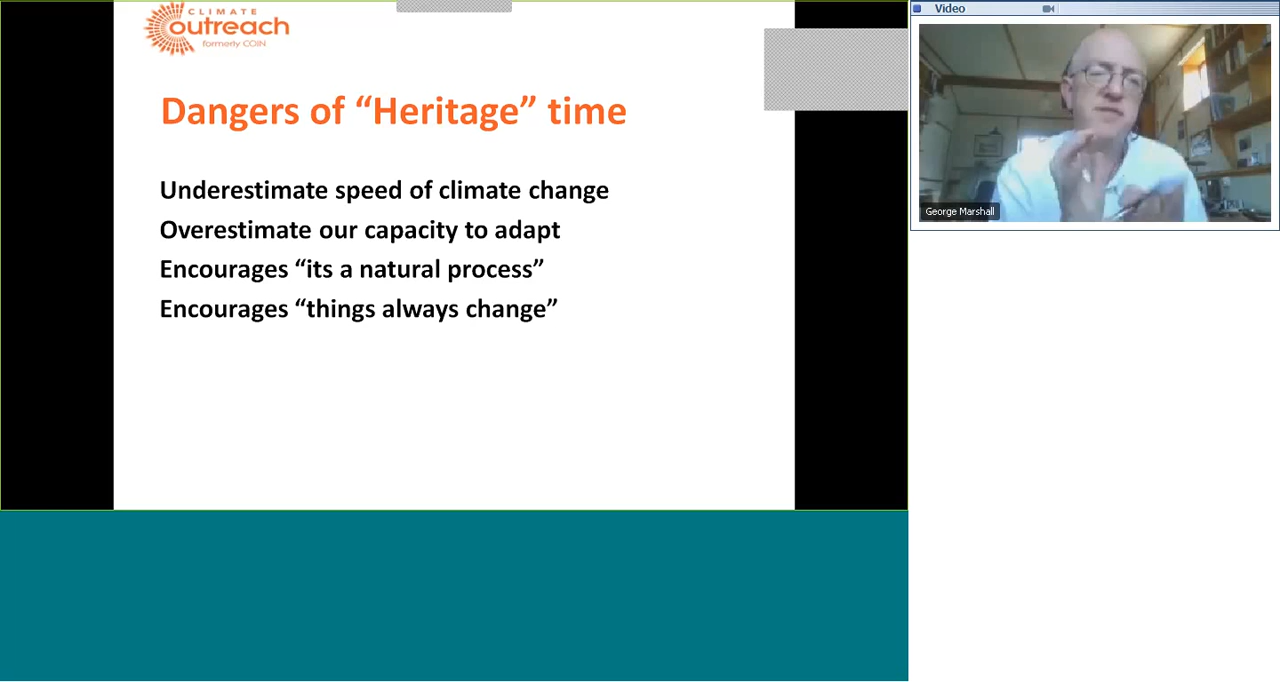 CLIMATE
outreach
formerly COIN
Dangers of “Heritage” time
Underestimate speed of climate change
Overestimate our capacity to adapt
Encourages “its a natural process”
Encourages “things always change”
Video
George Marshall